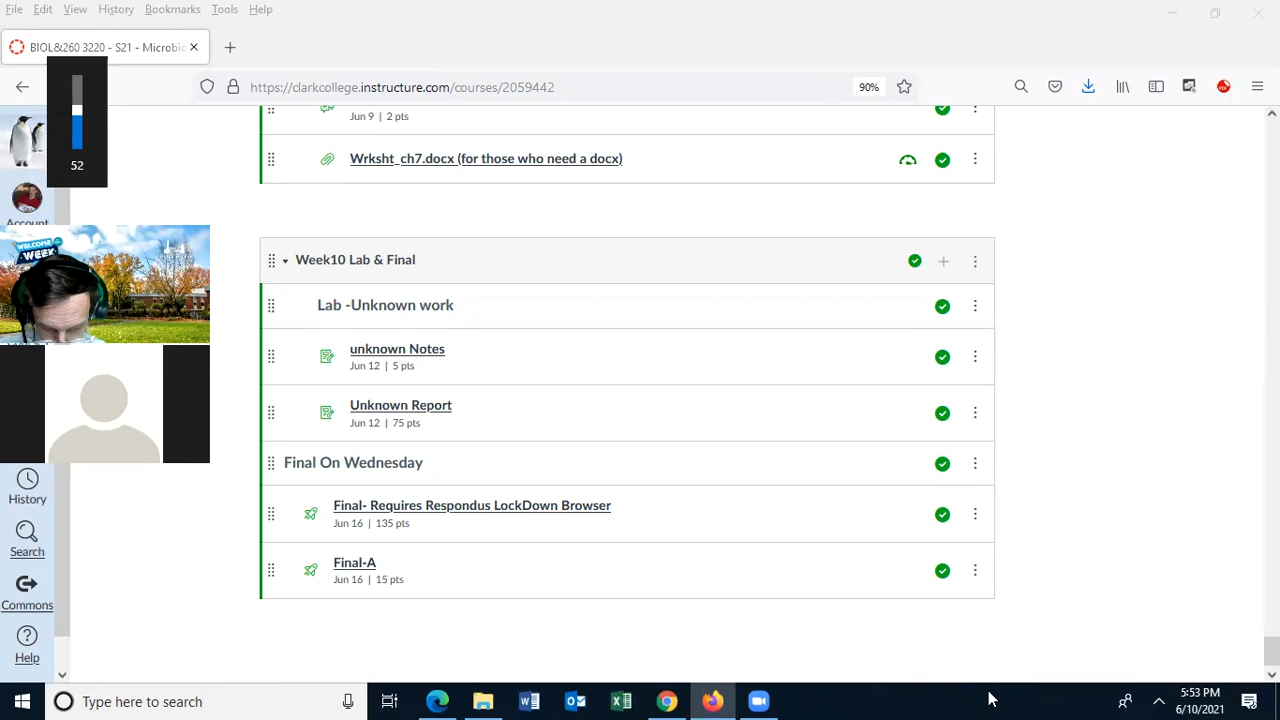 File Edit View History Bookmarks Tools Help
BIOL&260 3220 - S21 - Microbio
https://clarkcollege.instructure.com/courses/2059442
90%
52
Account
Jun 9 | 2 pts
Wrksht_ch7.docx (for those who need a docx)
WELCOME
WEEK
Week10 Lab & Final
Lab -Unknown work
unknown Notes
Jun 12 | 5 pts
Unknown Report
Jun 12 | 75 pts
Final On Wednesday
Final- Requires Respondus LockDown Browser
Jun 16 | 135 pts
Final-A
Jun 16 | 15 pts
History
Search
Commons
Help
Type here to search
5:53 PM
6/10/2021